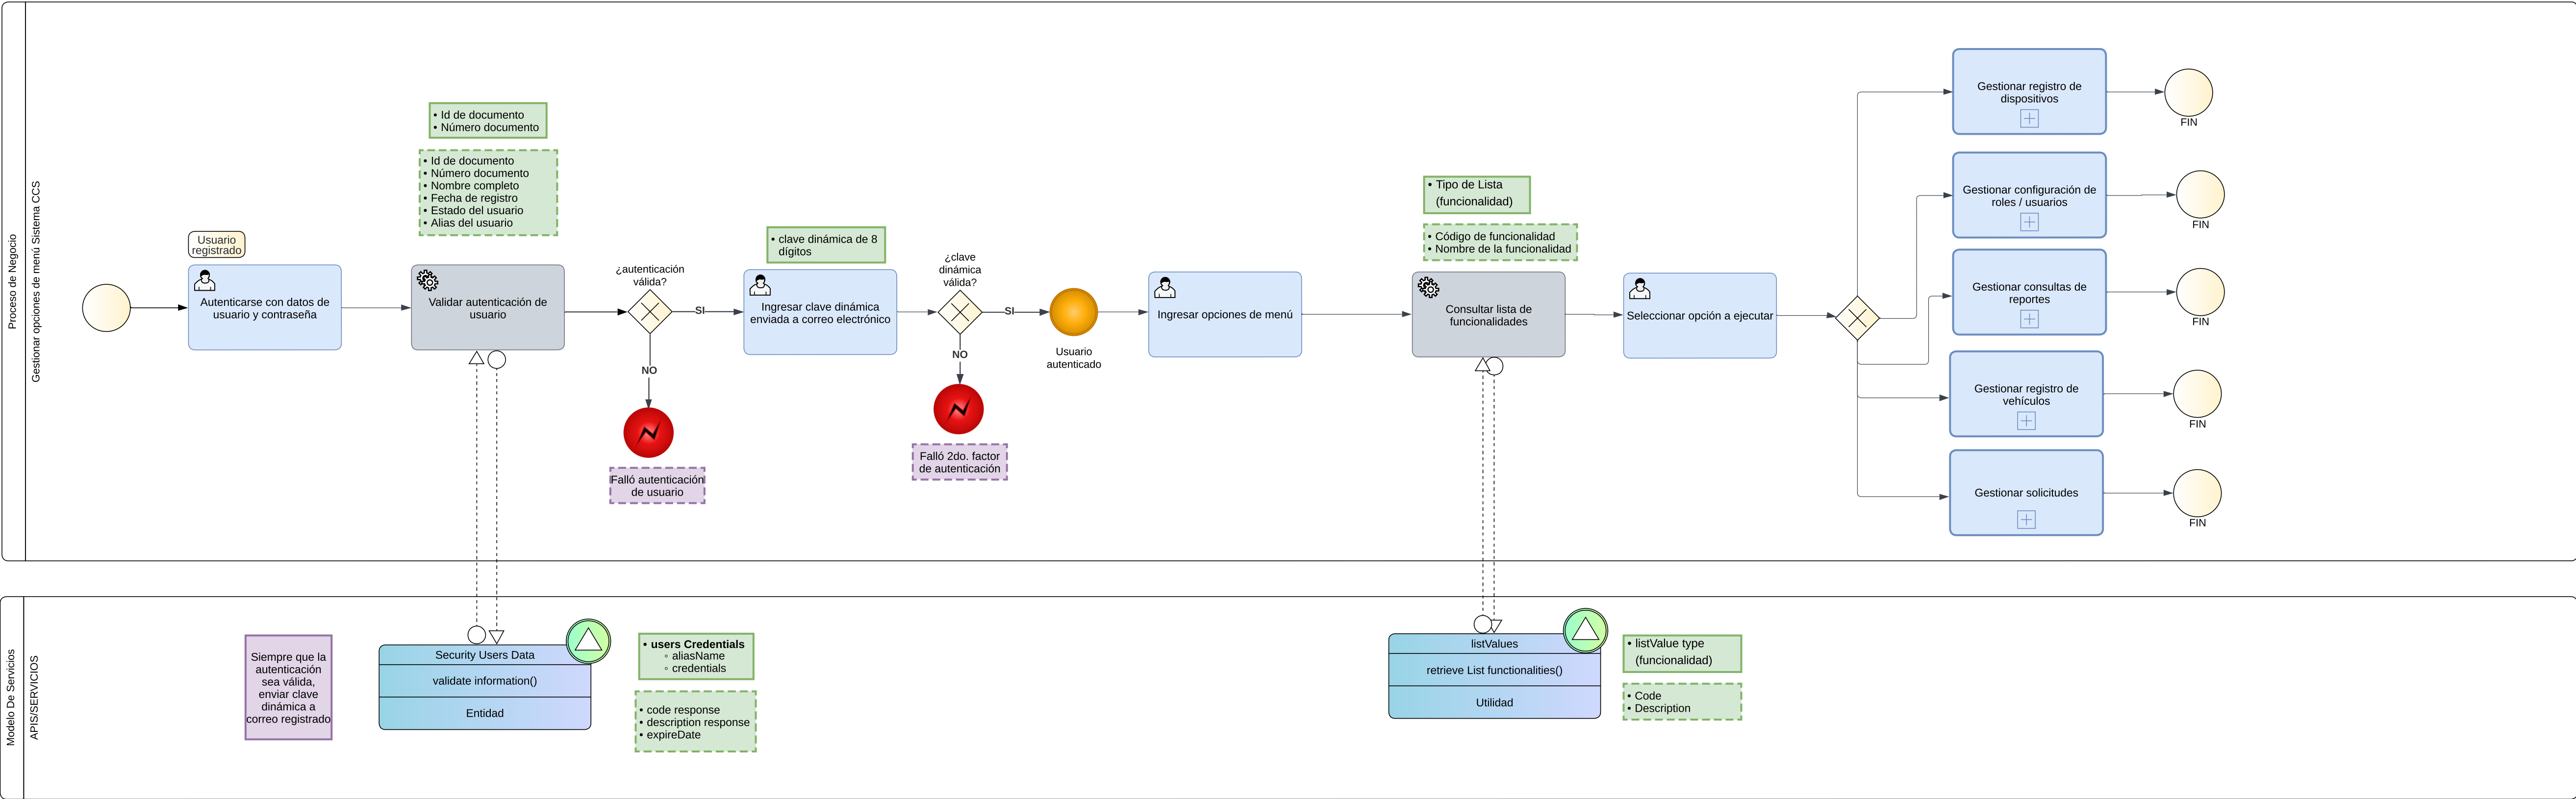 Proceso de Negocio
Gestionar opciones de menú Sistema CCS
Usuario
registrado
Autenticarse con datos de
usuario y contraseña
• Id de documento
• Número documento
• Id de documento
• Número documento
• Nombre completo
• Fecha de registro
• Estado del usuario
• Alias del usuario
Validar autenticación de
usuario
¿autenticación
válida?
SI
NO
Falló autenticación
de usuario
• clave dinámica de 8
dígitos
Ingresar clave dinámica
enviada a correo electrónico
¿clave
dinámica
válida?
SI
NO
Falló 2do. factor
de autenticación
Usuario
autenticado
Ingresar opciones de menú
• Tipo de Lista
(funcionalidad)
• Código de funcionalidad
• Nombre de la funcionalidad
Consultar lista de
funcionalidades
Seleccionar opción a ejecutar
Gestionar registro de
dispositivos
FIN
Gestionar configuración de
roles / usuarios
FIN
Gestionar consultas de
reportes
FIN
Gestionar registro de
vehículos
FIN
Gestionar solicitudes
FIN
Modelo De Servicios
APIS/SERVICIOS
Siempre que la
autenticación
sea válida,
enviar clave
dinámica a
correo registrado
Security Users Data
validate information()
Entidad
• users Credentials
◦ aliasName
◦ credentials
• code response
• description response
• expireDate
listValues
retrieve List functionalities()
Utilidad
• listValue type
(funcionalidad)
• Code
• Description